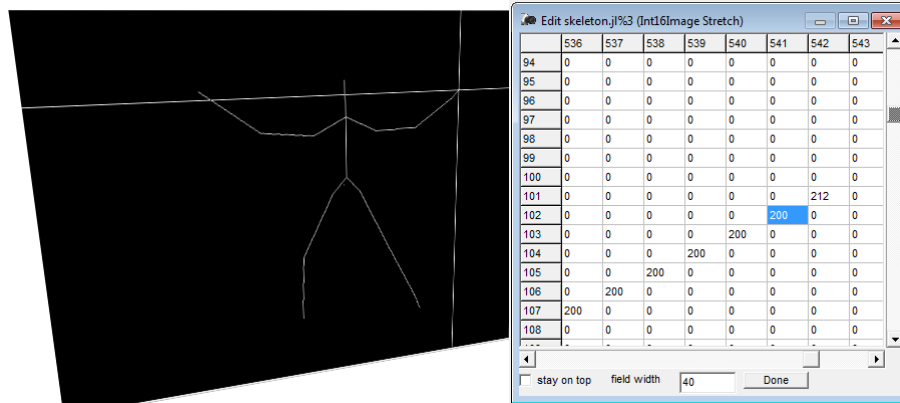 Edit skeleton.jl%3 (Int16Image Stretch)
536 537 538 539 540 541 542 543
94 0 0 0 0 0 0 0 0
95 0 0 0 0 0 0 0 0
96 0 0 0 0 0 0 0 0
97 0 0 0 0 0 0 0 0
98 0 0 0 0 0 0 0 0
99 0 0 0 0 0 0 0 0
100 0 0 0 0 0 0 0 0
101 0 0 0 0 0 0 212 0
102 0 0 0 0 0 200 0 0
103 0 0 0 0 200 0 0 0
104 0 0 0 200 0 0 0 0
105 0 0 200 0 0 0 0 0
106 0 200 0 0 0 0 0 0
107 200 0 0 0 0 0 0 0
108 0 0 0 0 0 0 0 0
stay on top field width 40 Done